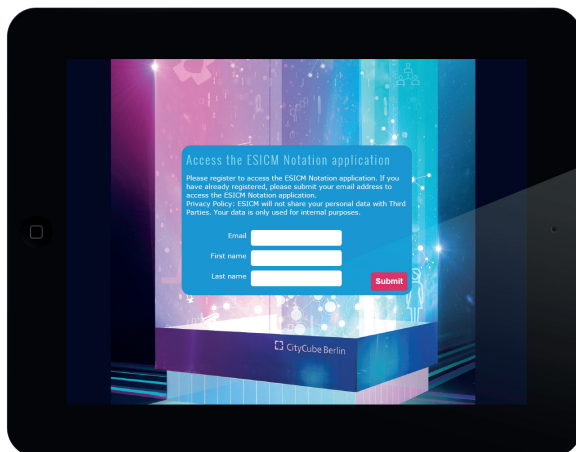 Access the ESICM Notation application
Please register to access the ESICM Notation application. If you
have already registered, please submit your email address to
access the ESICM Notation application.
Privacy Policy: ESICM will not share your personal data with Third
Parties. Your data is only used for internal purposes.
Email
First name
Last name
Submit
CityCube Berlin